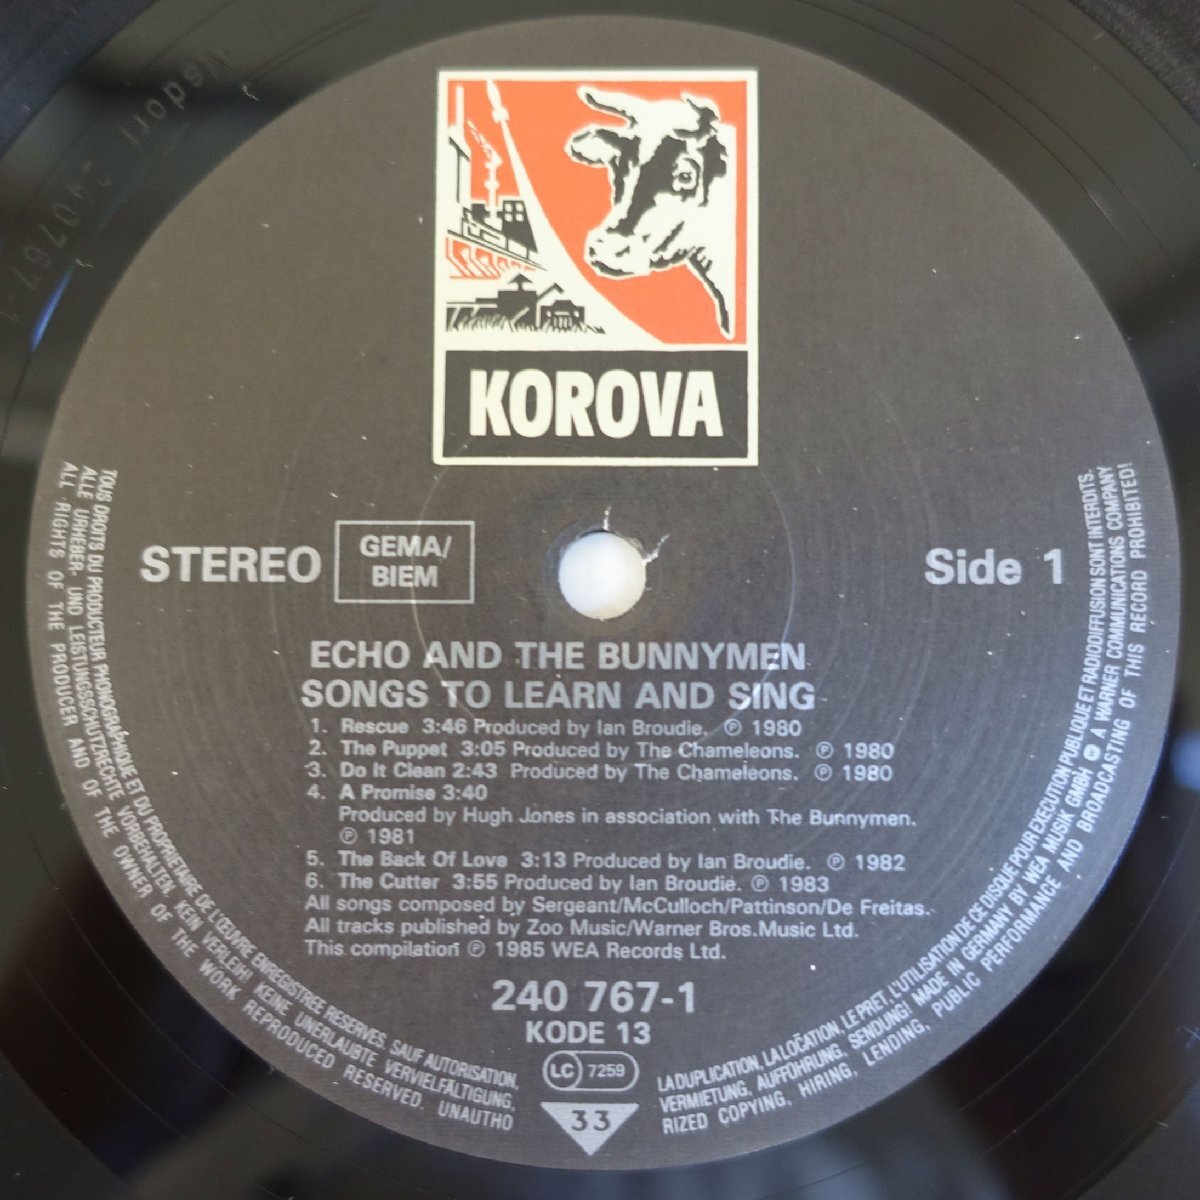 KOROVA
STEREO
GEMA/
BIEM
Side 1
ECHO AND THE BUNNYMEN
SONGS TO LEARN AND SING
1. Rescue 3:46 Produced by Ian Broudie. ℗ 1980
2. The Puppet 3:05 Produced by The Chameleons. ℗ 1980
3. Do It Clean 2:43 Produced by The Chameleons. ℗ 1980
4. A Promise 3:40
Produced by Hugh Jones in association with The Bunnymen.
℗ 1981
5. The Back Of Love 3:13 Produced by Ian Broudie. ℗ 1982
6. The Cutter 3:55 Produced by Ian Broudie. ℗ 1983
All songs composed by Sergeant/McCulloch/Pattinson/De Freitas.
All tracks published by Zoo Music/Warner Bros.Music Ltd.
This compilation ℗ 1985 WEA Records Ltd.
240 767-1
KODE 13
LC 7259
33
TOUS DROITS DU PRODUCTEUR PHONOGRAPHIQUE ET DU PROPRIETAIRE DE L'ŒUVRE ENREGISTREE RESERVES. SAUF AUTORISATION, LA DUPLICATION, LA LOCATION, LE PRET, L'UTILISATION DE CE DISQUE POUR EXECUTION PUBLIQUE ET RADIODIFFUSION SONT INTERDITS.
ALLE URHEBER- UND LEISTUNGSSCHUTZRECHTE VORBEHALTEN. KEIN VERLEIH! KEINE UNERLAUBTE VERVIELFÄLTIGUNG, VERMIETUNG, AUFFÜHRUNG, SENDUNG! MADE IN GERMANY BY WEA MUSIK GMBH A WARNER COMMUNICATIONS COMPANY
ALL RIGHTS OF THE PRODUCER AND OF THE OWNER OF THE WORK REPRODUCED RESERVED. UNAUTHORIZED COPYING, HIRING, LENDING, PUBLIC PERFORMANCE AND BROADCASTING OF THIS RECORD PROHIBITED!